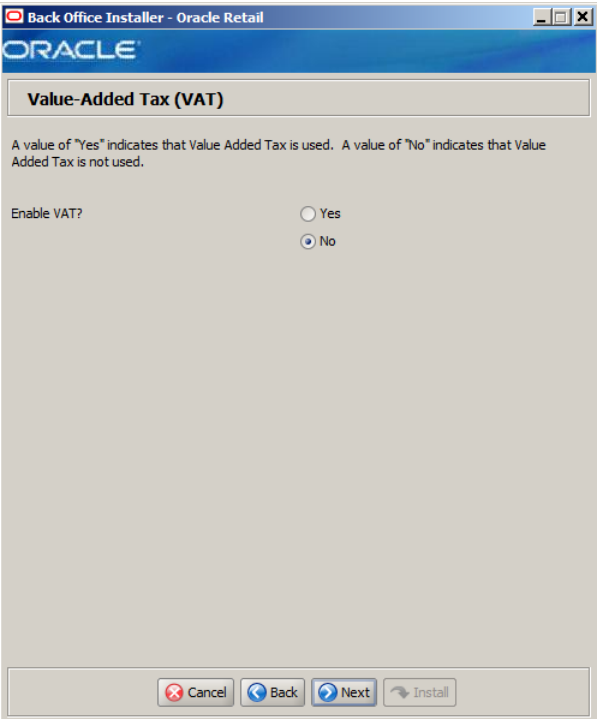 Back Office Installer - Oracle Retail
ORACLE
Value-Added Tax (VAT)
A value of "Yes" indicates that Value Added Tax is used.  A value of "No" indicates that Value
Added Tax is not used.
Enable VAT?
Yes
No
Cancel
Back
Next
Install